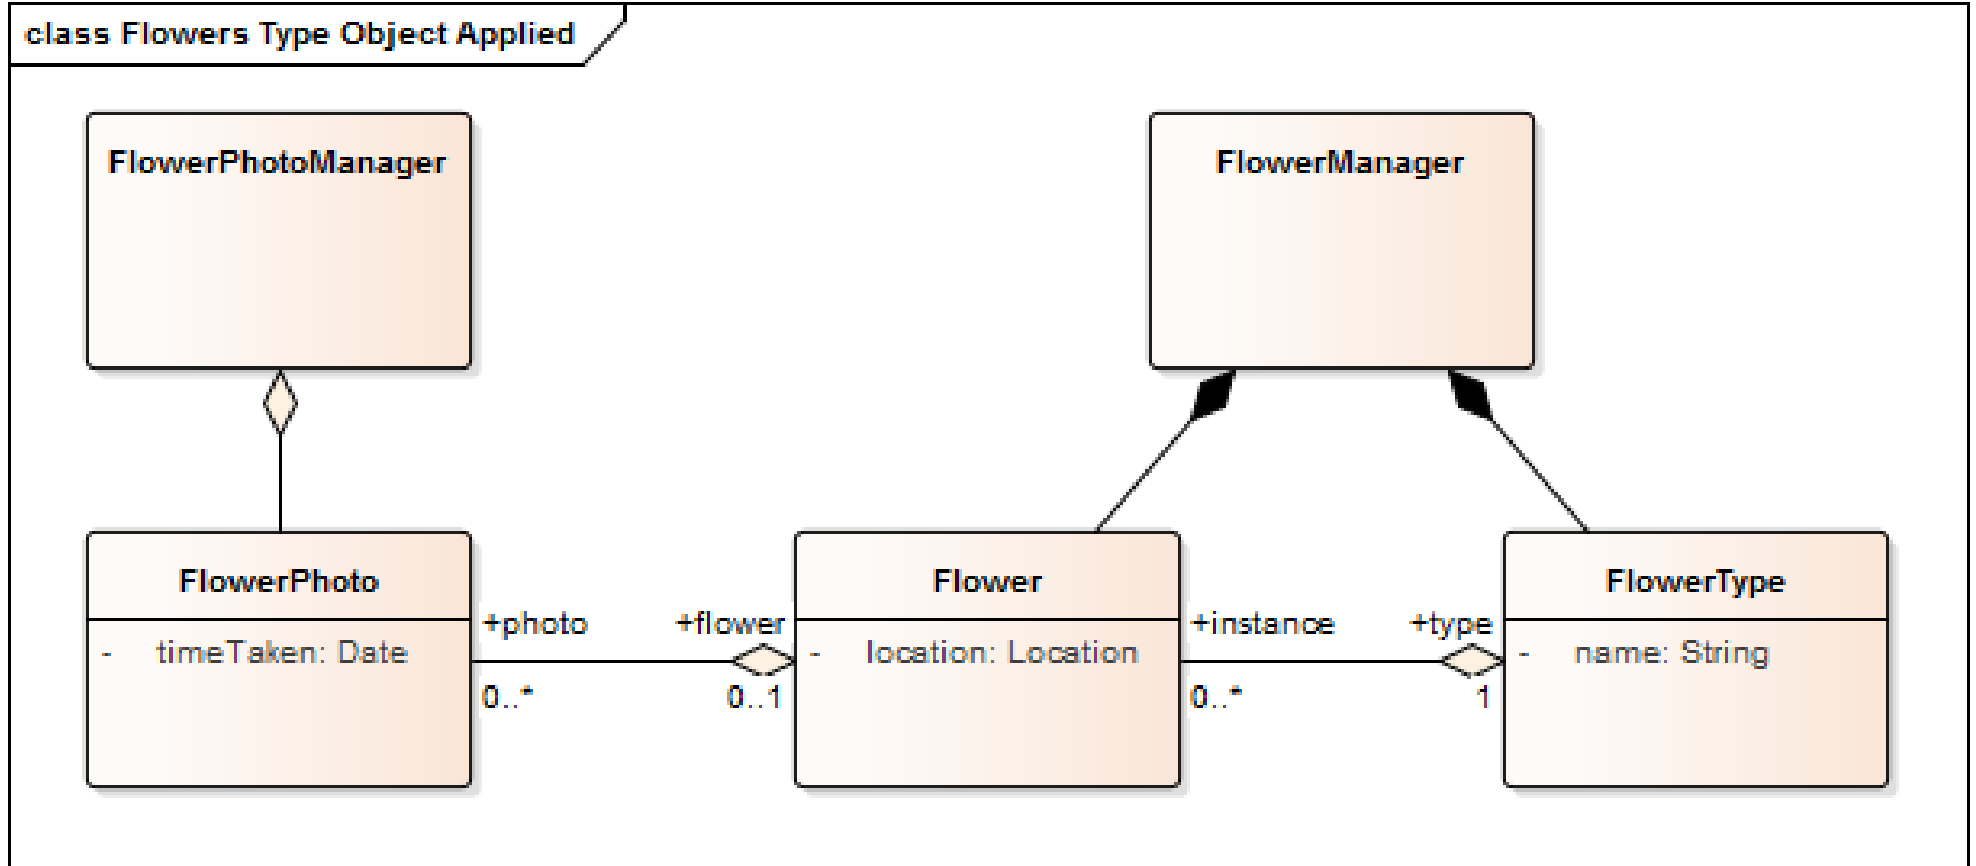 class Flowers Type Object Applied
FlowerPhotoManager
FlowerManager
FlowerPhoto
- timeTaken: Date
+photo
0..*
+flower
0..1
Flower
- location: Location
+instance
0..*
+type
1
FlowerType
- name: String